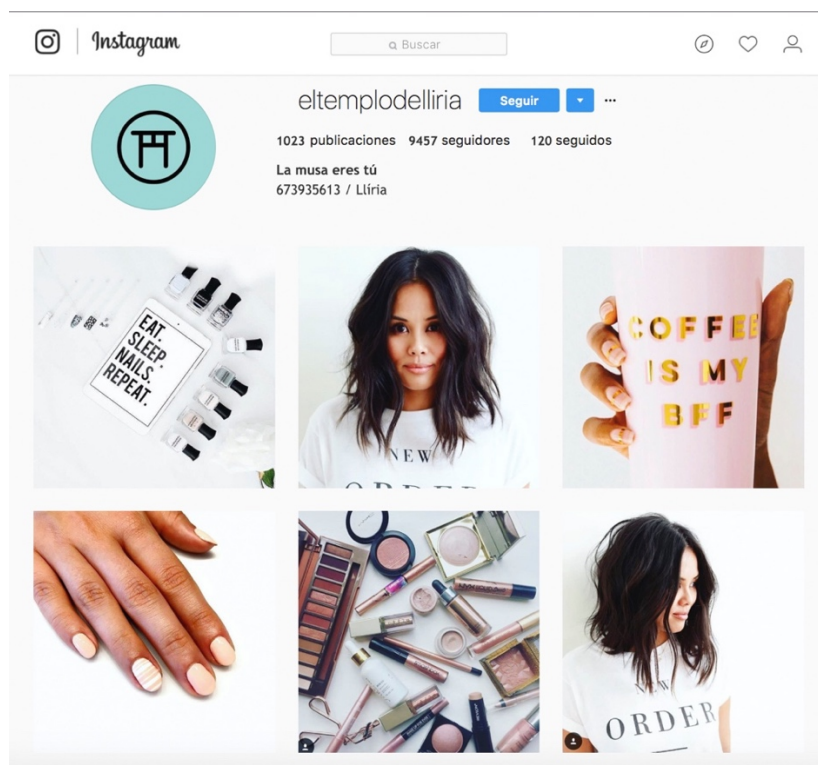 Instagram
Buscar
eltemplodelliria Seguir ...
1023 publicaciones 9457 seguidores 120 seguidos
La musa eres tú
673935613 / Llíria
EAT.
SLEEP.
NAILS.
REPEAT.
NEW
ORDER
COFFEE
IS MY
BFF
NEW
ORDER